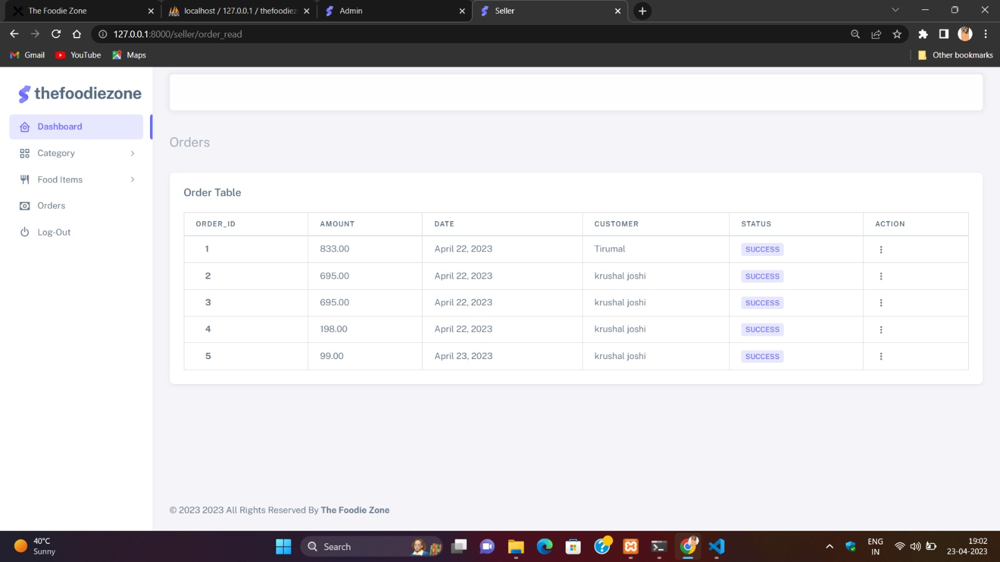 The Foodie Zone
localhost / 127.0.0.1 / thefoodiez
Admin
Seller
127.0.0.1:8000/seller/order_read
Gmail
YouTube
Maps
Other bookmarks
thefoodiezone
Dashboard
Category
Food Items
Orders
Log-Out
Orders
Order Table
ORDER_ID AMOUNT DATE CUSTOMER STATUS ACTION
1 833.00 April 22, 2023 Tirumal SUCCESS
2 695.00 April 22, 2023 krushal joshi SUCCESS
3 695.00 April 22, 2023 krushal joshi SUCCESS
4 198.00 April 22, 2023 krushal joshi SUCCESS
5 99.00 April 23, 2023 krushal joshi SUCCESS
© 2023 2023 All Rights Reserved By The Foodie Zone
40°C
Sunny
Search
ENG
IN
19:02
23-04-2023